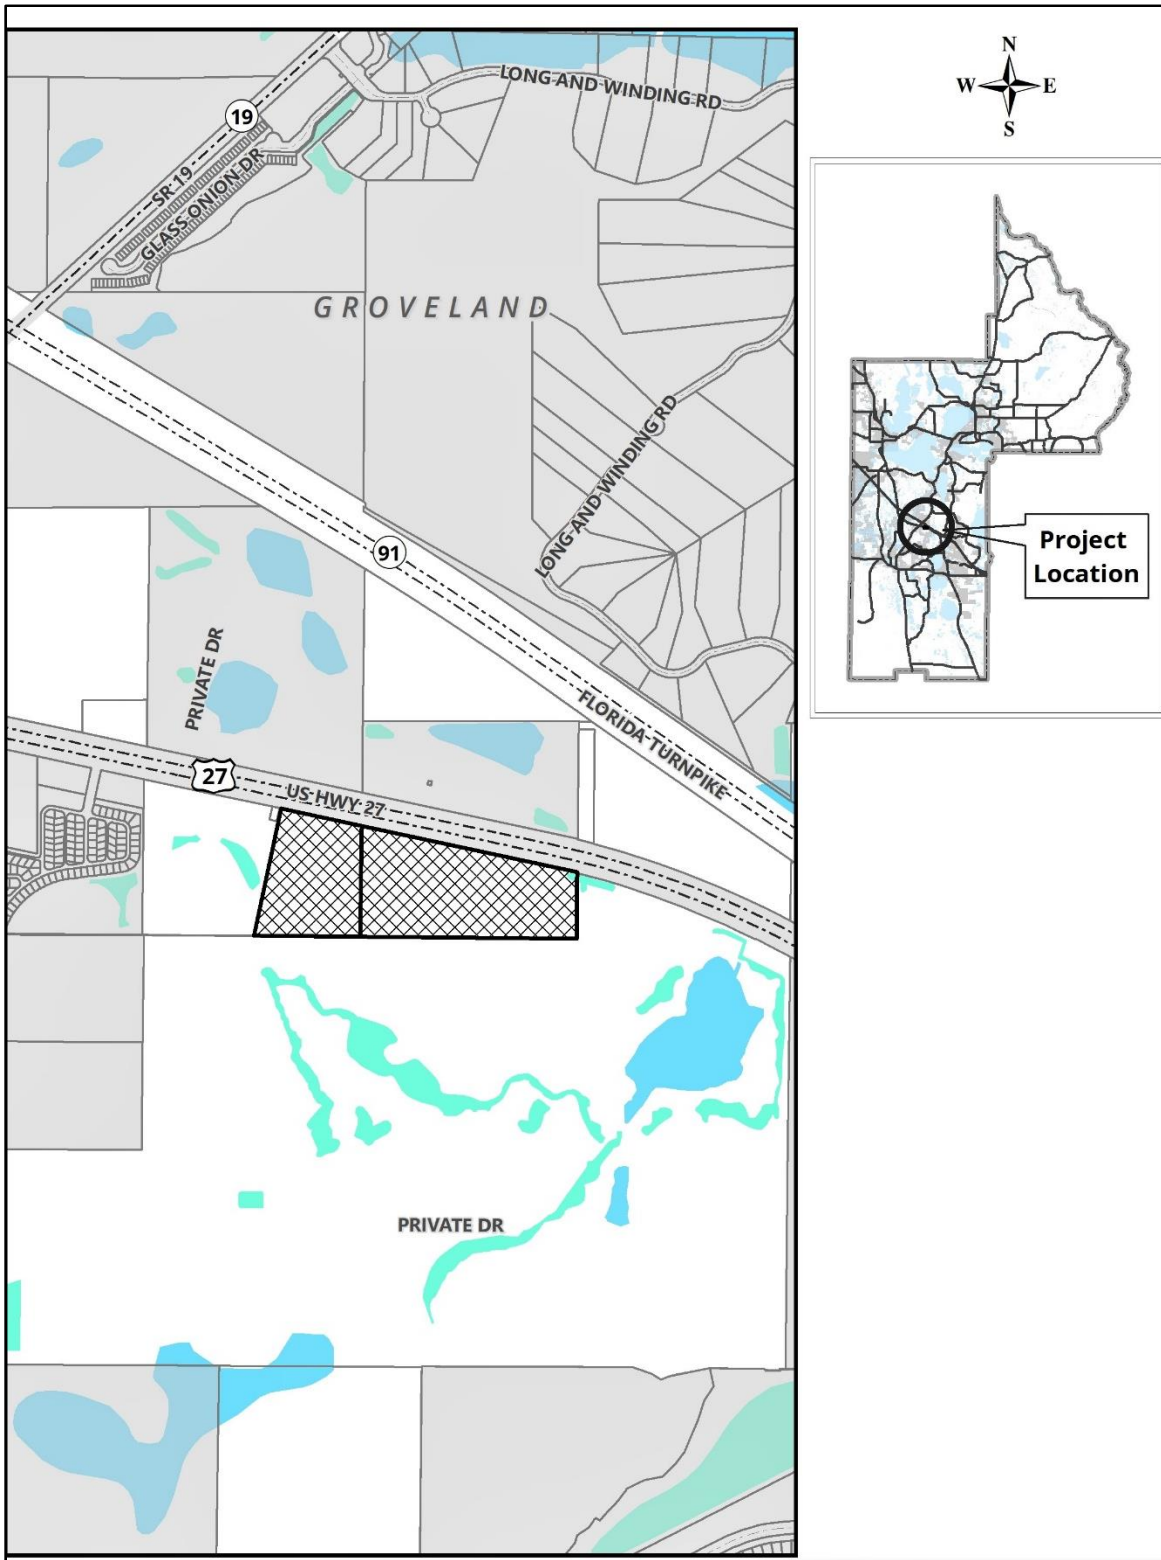 N
W E
S
LONG AND WINDING RD
19
SR 19
GLASS ONION DR
GROVELAND
LONG AND WINDING RD
91
Project
Location
PRIVATE DR
FLORIDA TURNPIKE
27
US HWY 27
PRIVATE DR